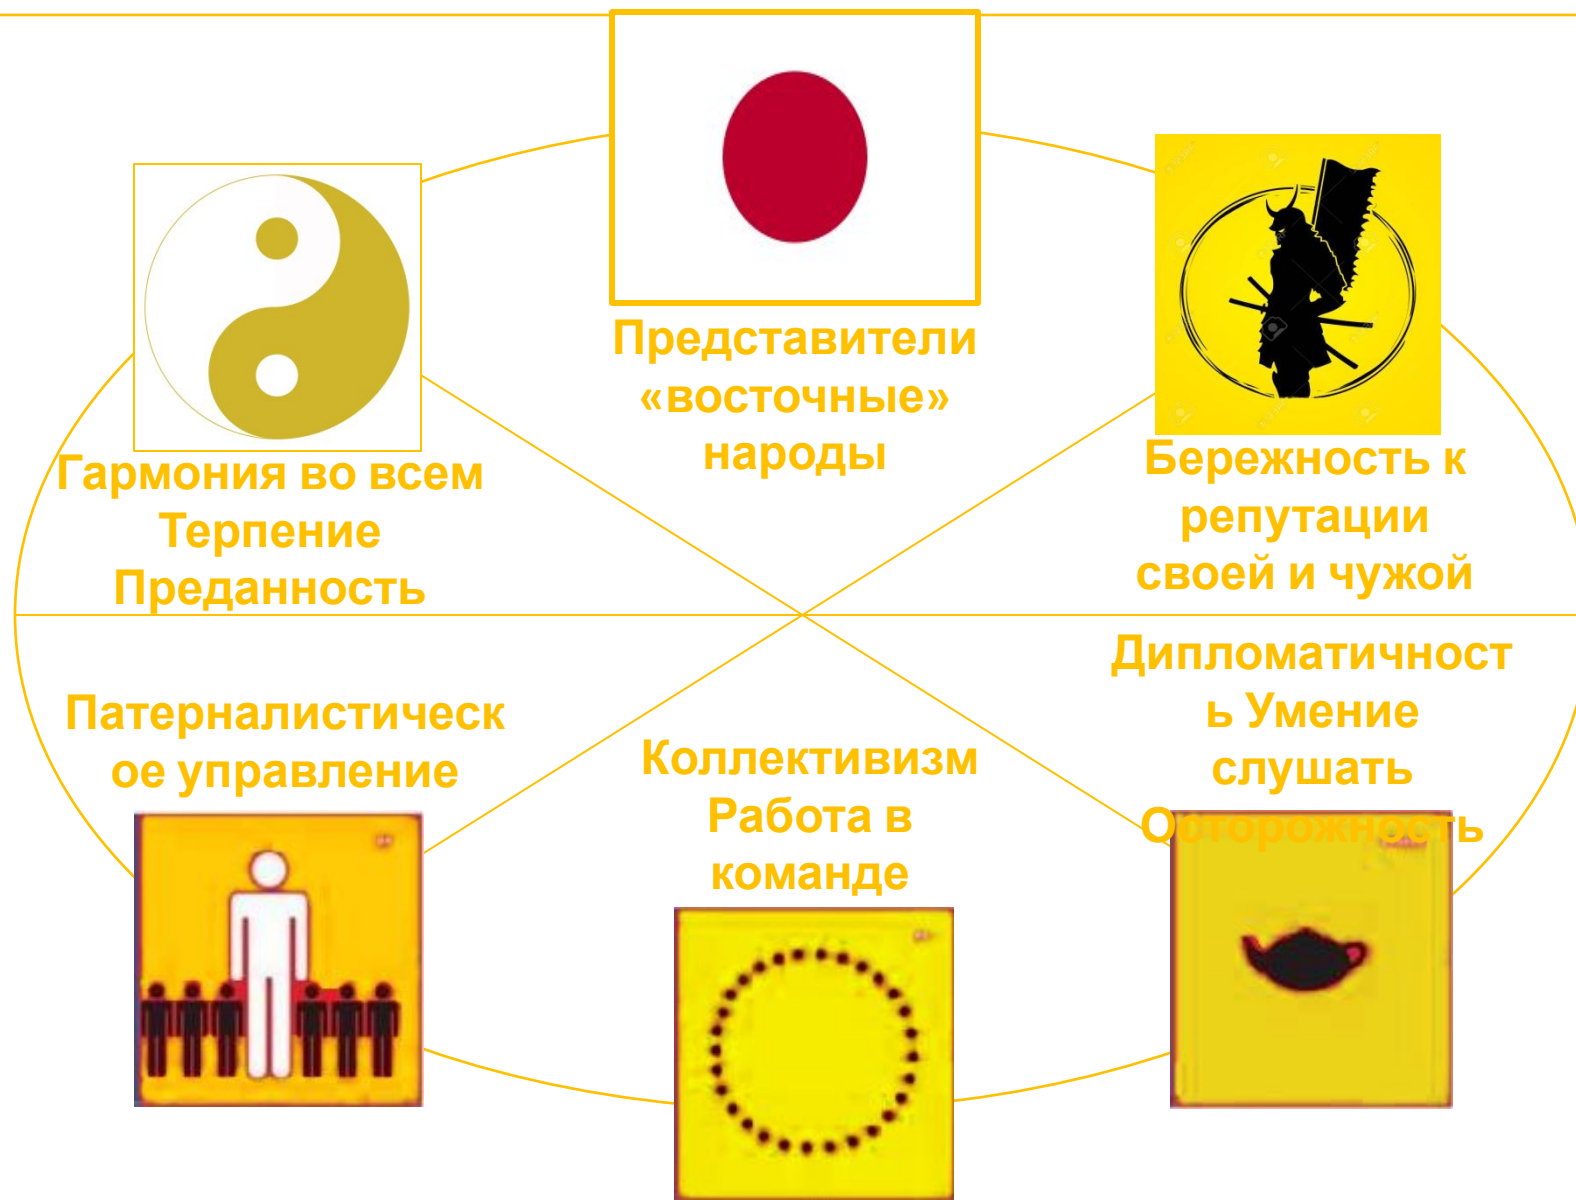 Представители
«восточные»
народы
Гармония во всем
Терпение
Преданность
Бережность к
репутации
своей и чужой
Патерналистическ
ое управление
Коллективизм
Работа в
команде
Дипломатичност
ь Умение
слушать
Осторожность